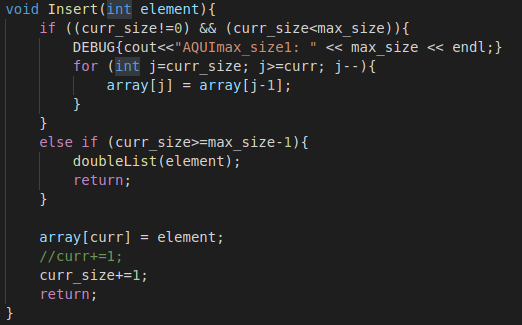 void Insert(int element){
if ((curr_size!=0) && (curr_size<max_size)){
DEBUG{cout<<"AQUImax_size1: " << max_size << endl;}
for (int j=curr_size; j>=curr; j--){
array[j] = array[j-1];
}
}
else if (curr_size>=max_size-1){
doubleList(element);
return;
}
array[curr] = element;
//curr+=1;
curr_size+=1;
return;
}